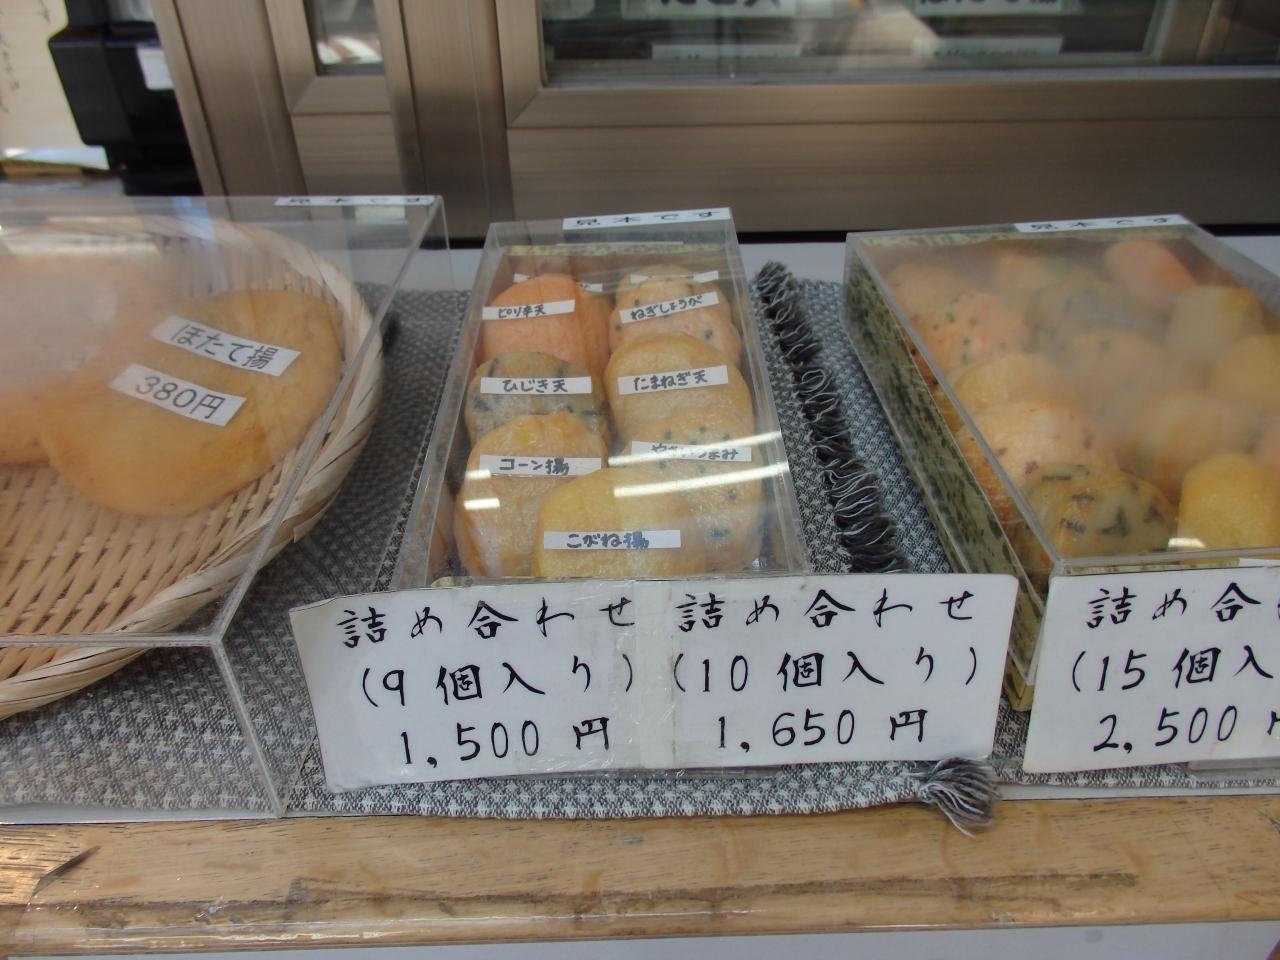 見本です
見本です
見本です
ほたて揚
380円
ピリ辛天
ねぎしょうが
ひじき天
たまねぎ天
コーン揚
こがね揚
詰め合わせ
(9個入り)
1,500円
詰め合わせ
(10個入り)
1,650円
詰め合
(15個入
2,500